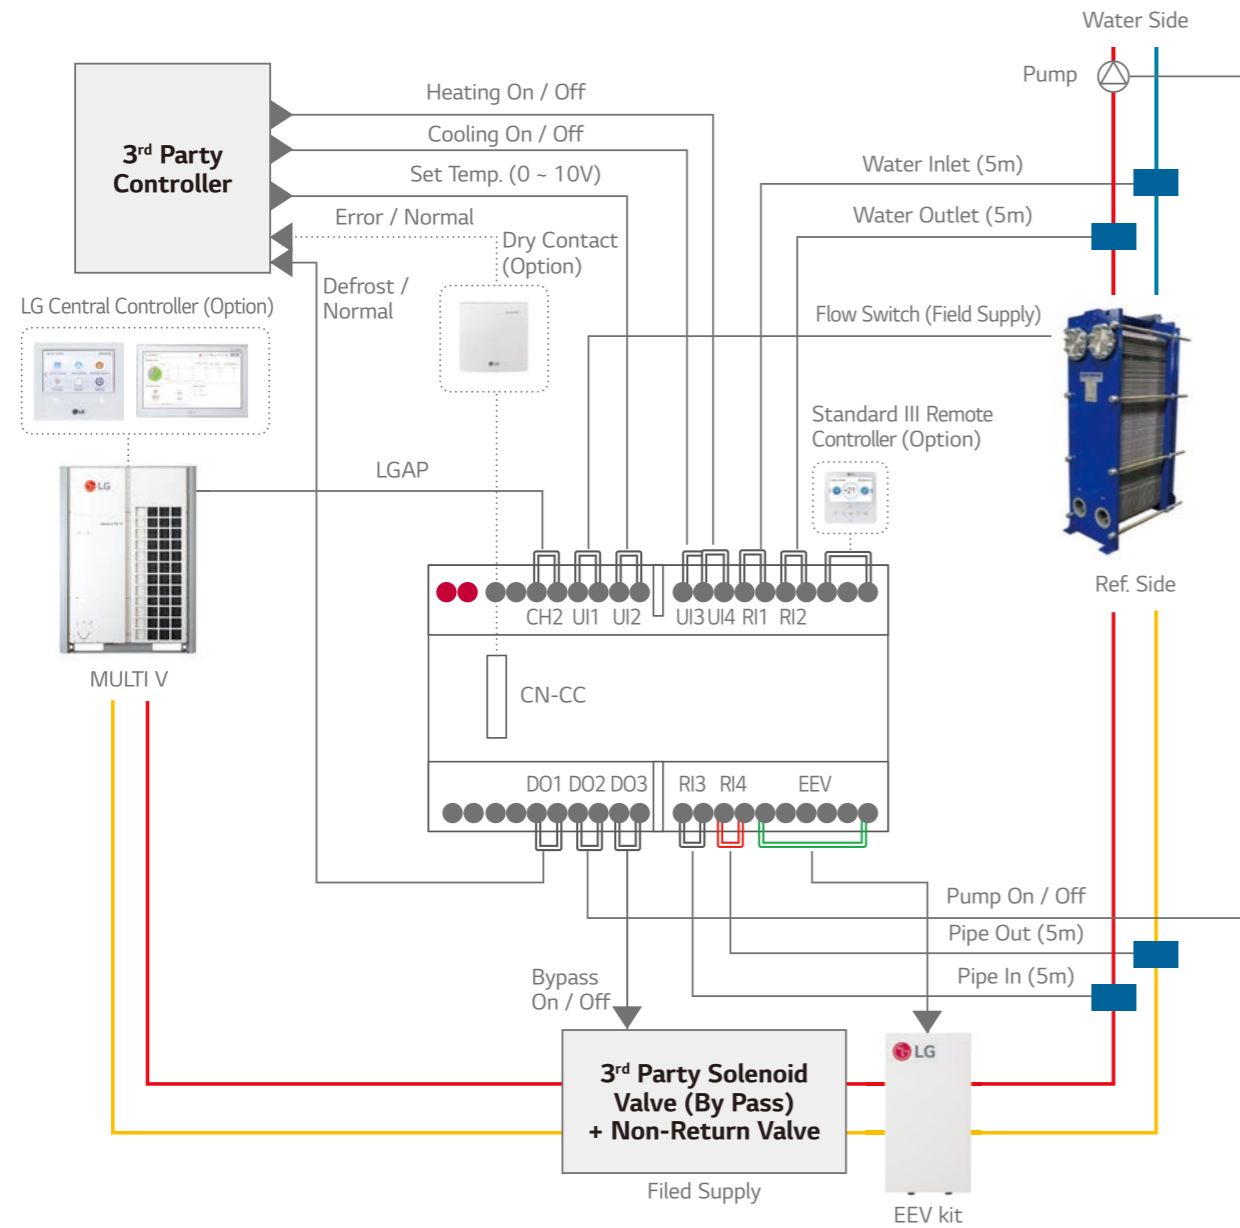 Water Side
Pump
Heating On / Off
Cooling On / Off
3rd Party
Controller
Set Temp. (0 ~ 10V)
Water Inlet (5m)
Error / Normal
Water Outlet (5m)
Dry Contact
(Option)
Defrost /
Normal
LG Central Controller (Option)
Flow Switch (Field Supply)
LG
LG
Standard III Remote
Controller (Option)
LGAP
LG
Ref. Side
CH2 UI1 UI2 UI3 UI4 RI1 RI2
MULTI V
CN-CC
DO1 DO2 DO3 RI3 RI4 EEV
Pump On / Off
Pipe Out (5m)
Bypass
On / Off
Pipe In (5m)
LG
3rd Party Solenoid
Valve (By Pass)
+ Non-Return Valve
Filed Supply
EEV kit